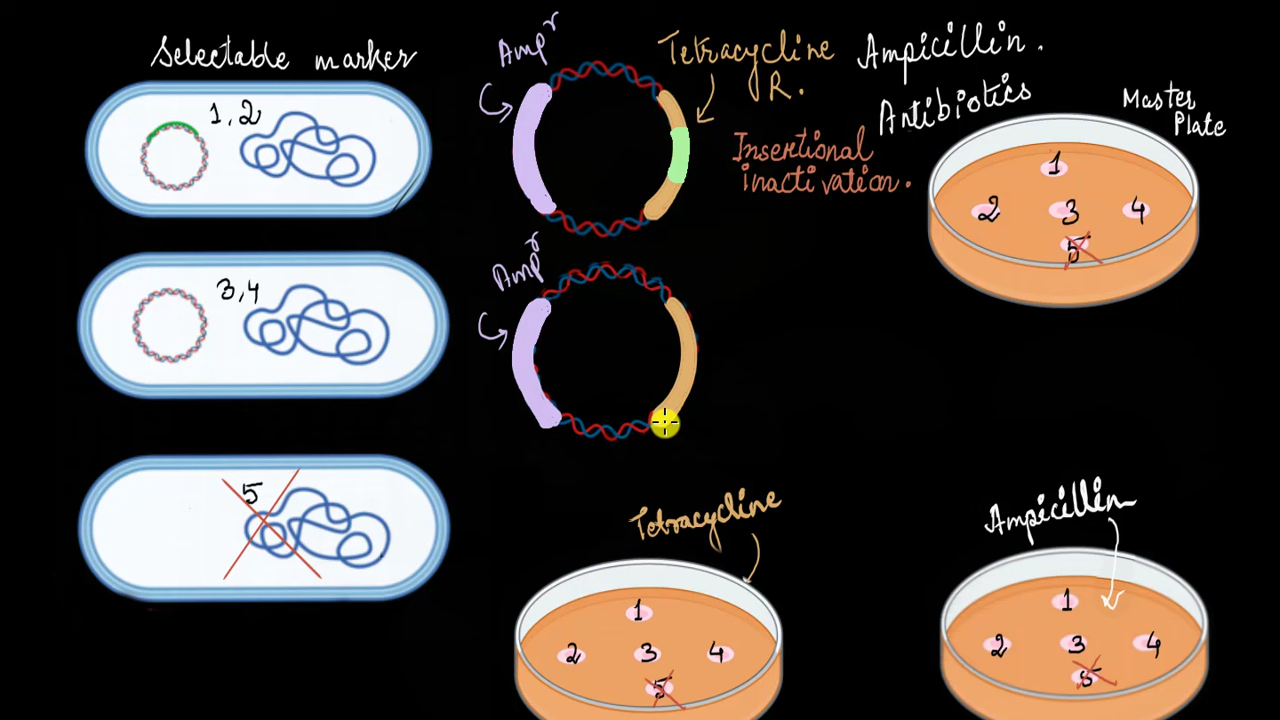 Selectable marker
1,2
3,4
5
Amp r
Tetracycline
R.
Insertional
inactivation.
Amp r
Ampicillin.
Antibiotics
Master
Plate
1
2 3 4
5
Tetracycline
1
2 3 4
5
Ampicillin
1
2 3 4
5